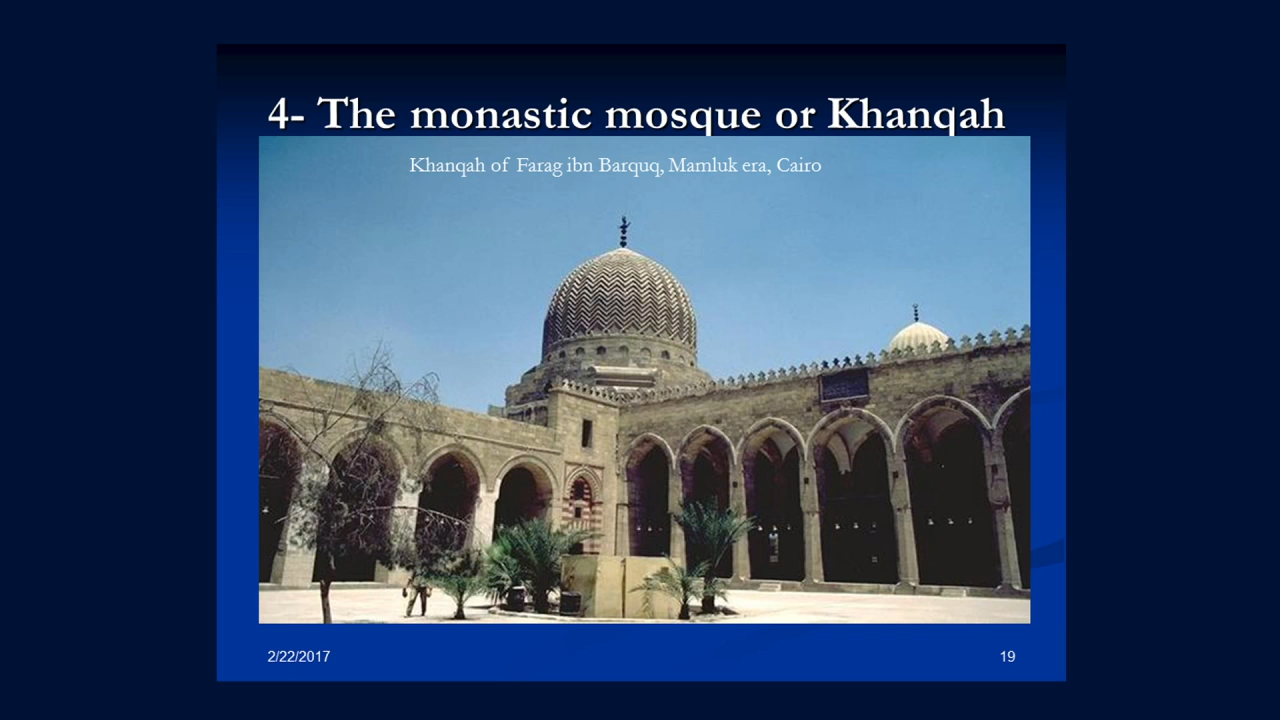 4- The monastic mosque or Khanqah
Khanqah of Farag ibn Barquq, Mamluk era, Cairo
2/22/2017
19